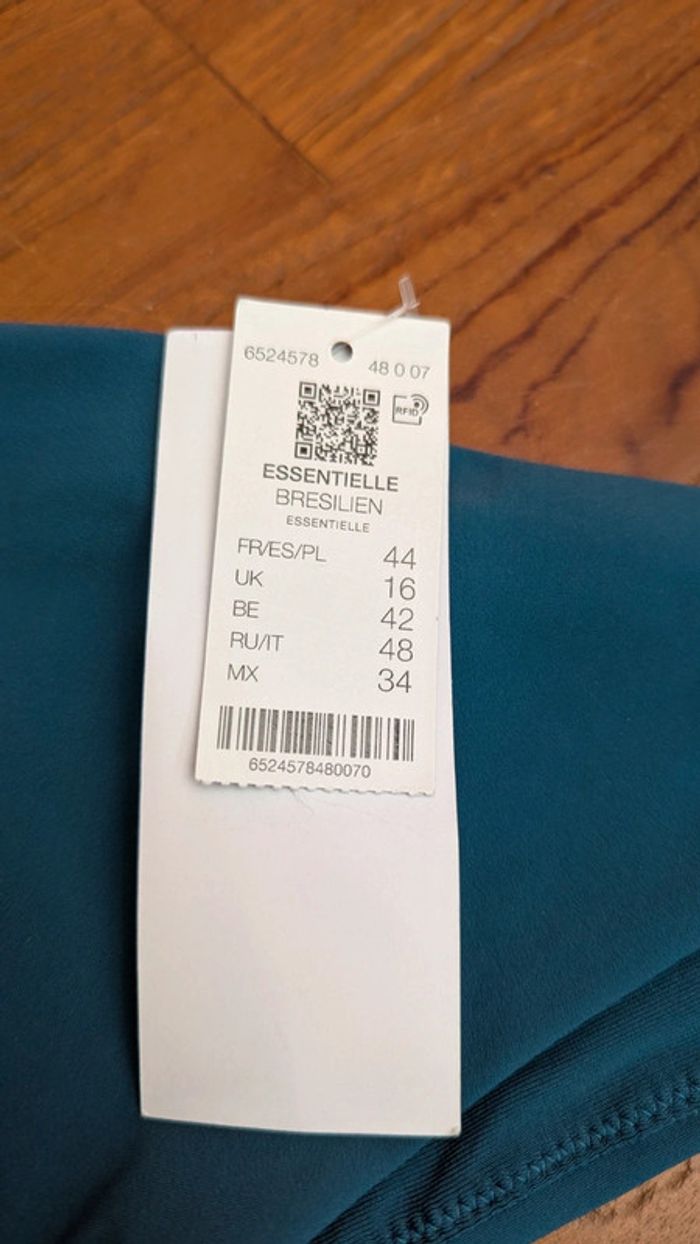 6524578 48 0 07
RFID
ESSENTIELLE
BRESILIEN
ESSENTIELLE
FR/ES/PL 44
UK 16
BE 42
RU/IT 48
MX 34
6524578480070